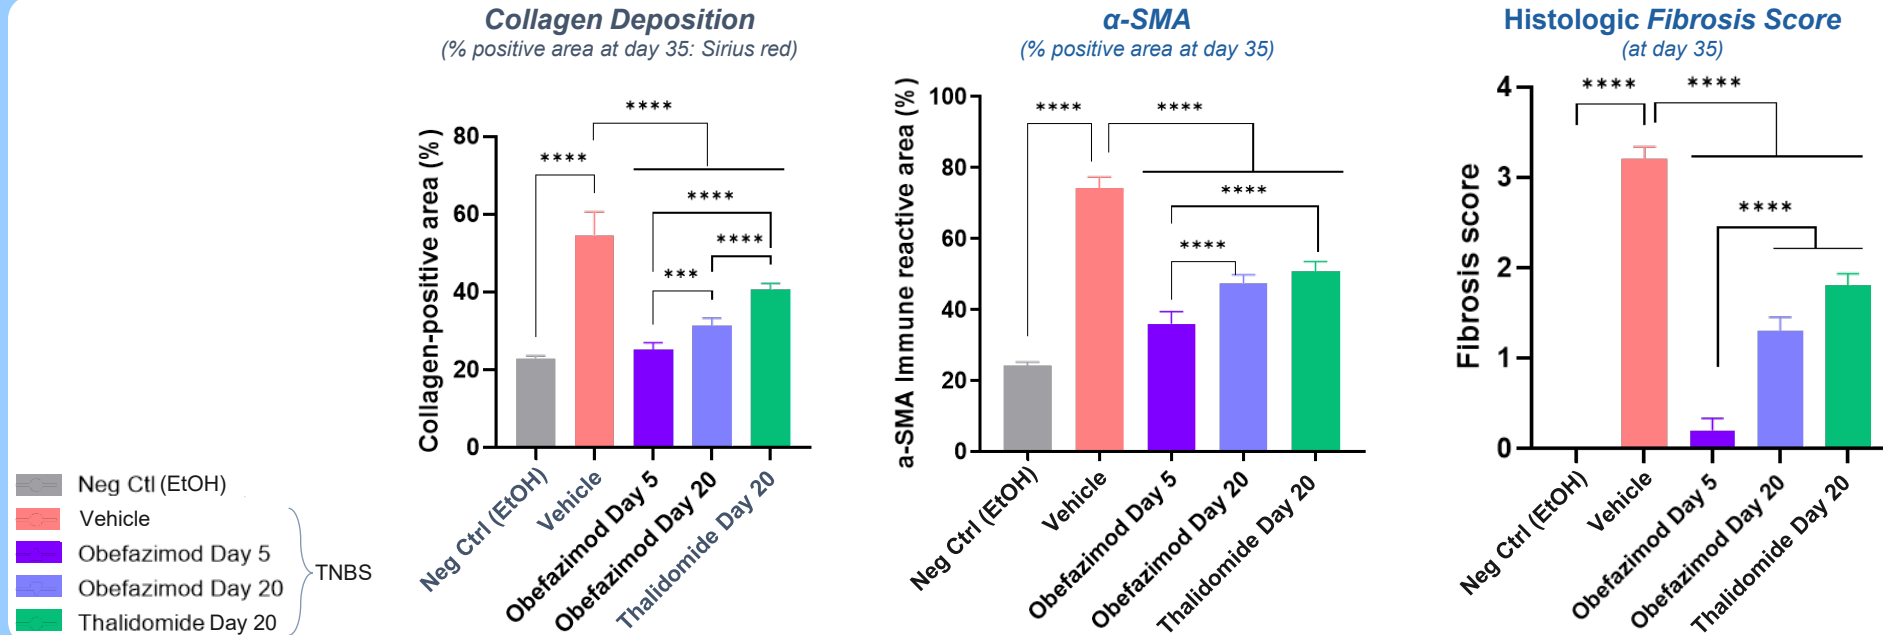 Collagen Deposition
(% positive area at day 35: Sirius red)
Collagen-positive area (%)
80
60
40
20
0
****
****
****
****
***
Neg Ctrl (EtOH)
Vehicle
Obefazimod Day 5
Obefazimod Day 20
Thalidomide Day 20
α-SMA
(% positive area at day 35)
a-SMA Immune reactive area (%)
100
80
60
40
20
0
****
****
****
****
Neg Ctrl (EtOH)
Vehicle
Obefazimod Day 5
Obefazimod Day 20
Thalidomide Day 20
Histologic Fibrosis Score
(at day 35)
Fibrosis score
4
3
2
1
0
****
****
****
Neg Ctrl (EtOH)
Vehicle
Obefazimod Day 5
Obefazimod Day 20
Thalidomide Day 20
Neg Ctl (EtOH)
Vehicle
Obefazimod Day 5
Obefazimod Day 20
Thalidomide Day 20
TNBS